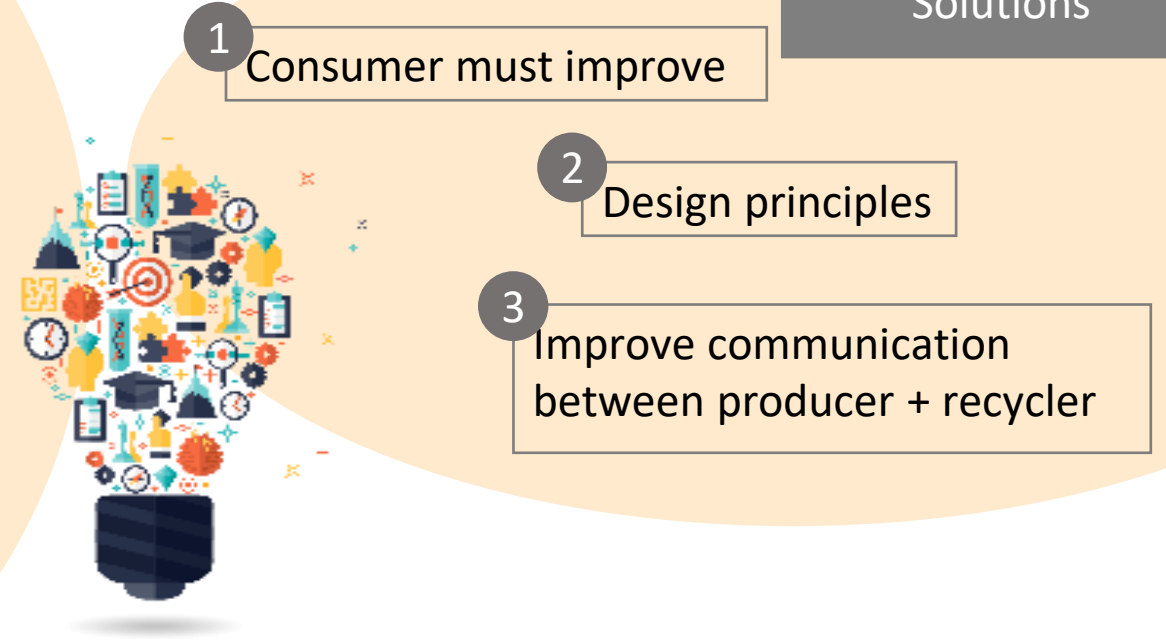 Solutions
1
Consumer must improve
2
Design principles
3
Improve communication
between producer + recycler